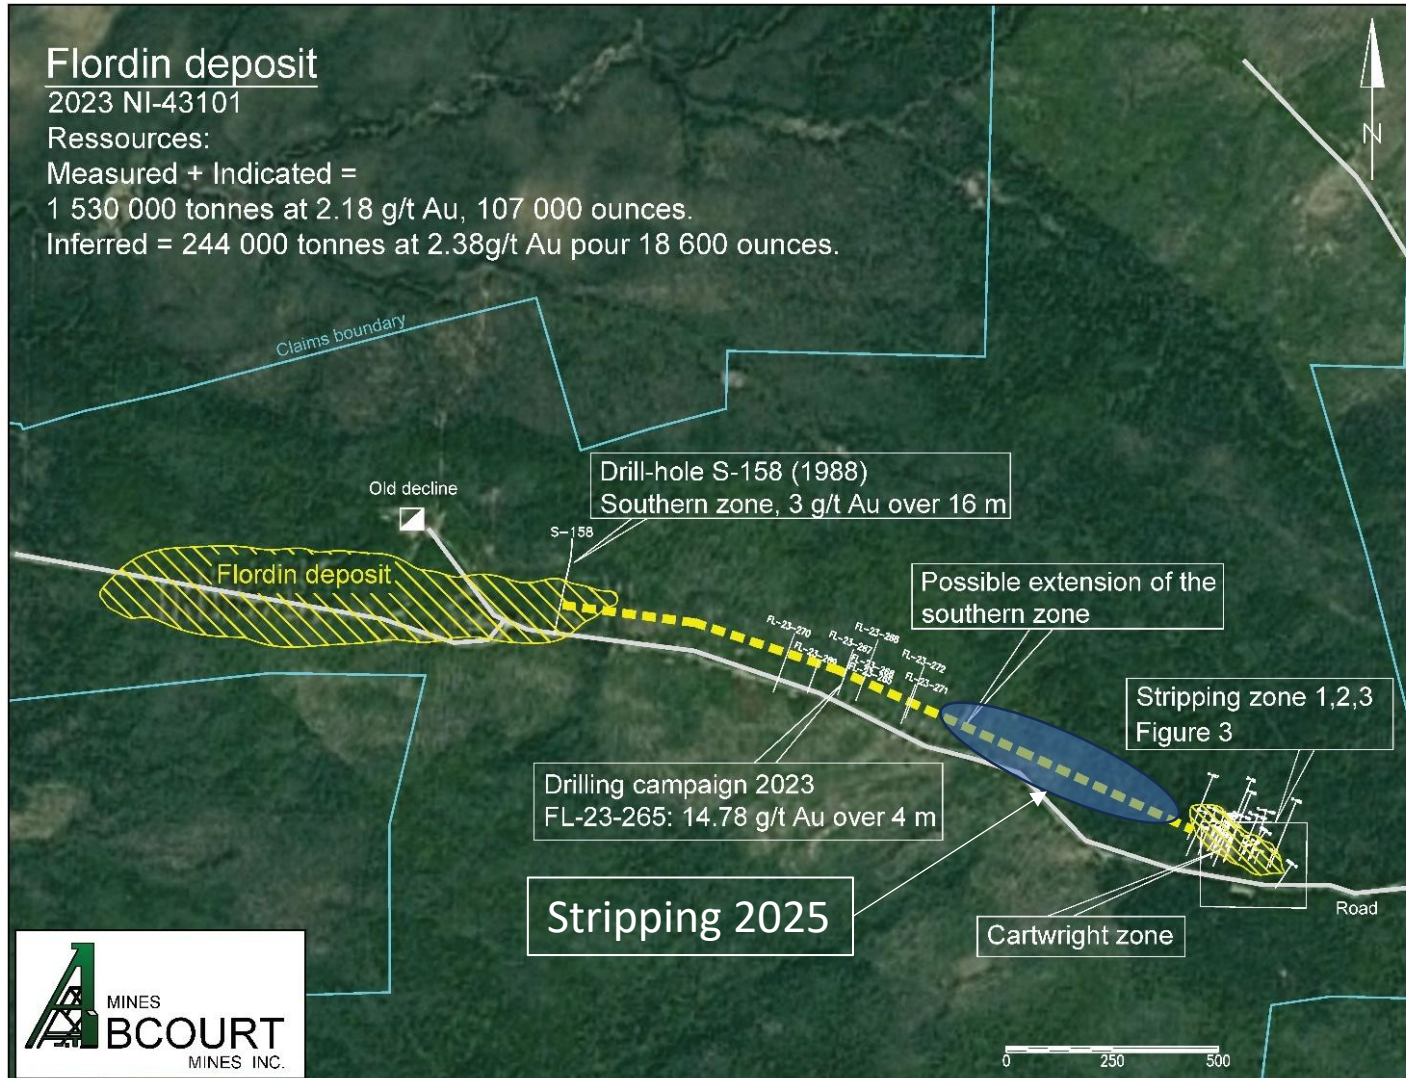 Flordin deposit
2023 NI-43101
Ressources:
Measured + Indicated =
1 530 000 tonnes at 2.18 g/t Au, 107 000 ounces.
Inferred = 244 000 tonnes at 2.38g/t Au pour 18 600 ounces.
N
Claims boundary
Drill-hole S-158 (1988)
Southern zone, 3 g/t Au over 16 m
Old decline
S-158
Flordin deposit
Possible extension of the
southern zone
FL-23-270
FL-23-267
FL-23-272
FL-23-271
Stripping zone 1,2,3
Figure 3
Drilling campaign 2023
FL-23-265: 14.78 g/t Au over 4 m
Stripping 2025
Cartwright zone
Road
MINES
ABCOURT
MINES INC.
0 250 500